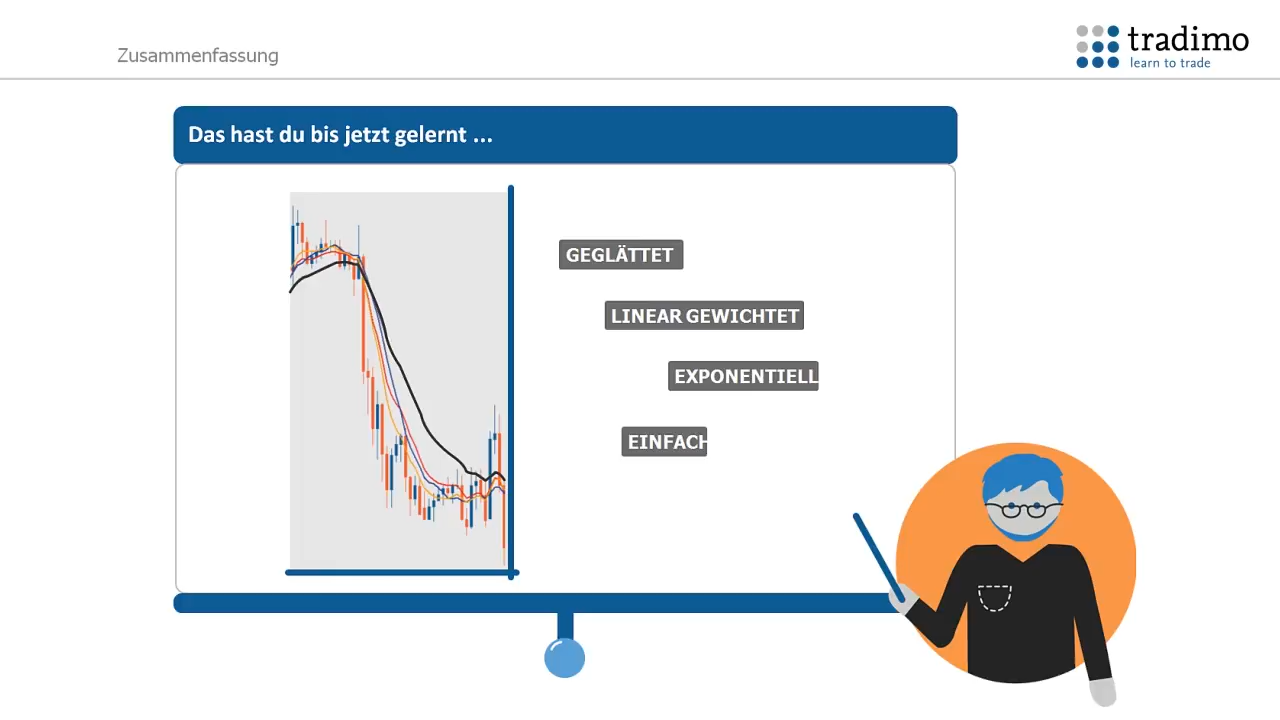 Zusammenfassung
tradimo
learn to trade
Das hast du bis jetzt gelernt ...
GEGLÄTTET
LINEAR GEWICHTET
EXPONENTIELL
EINFACH